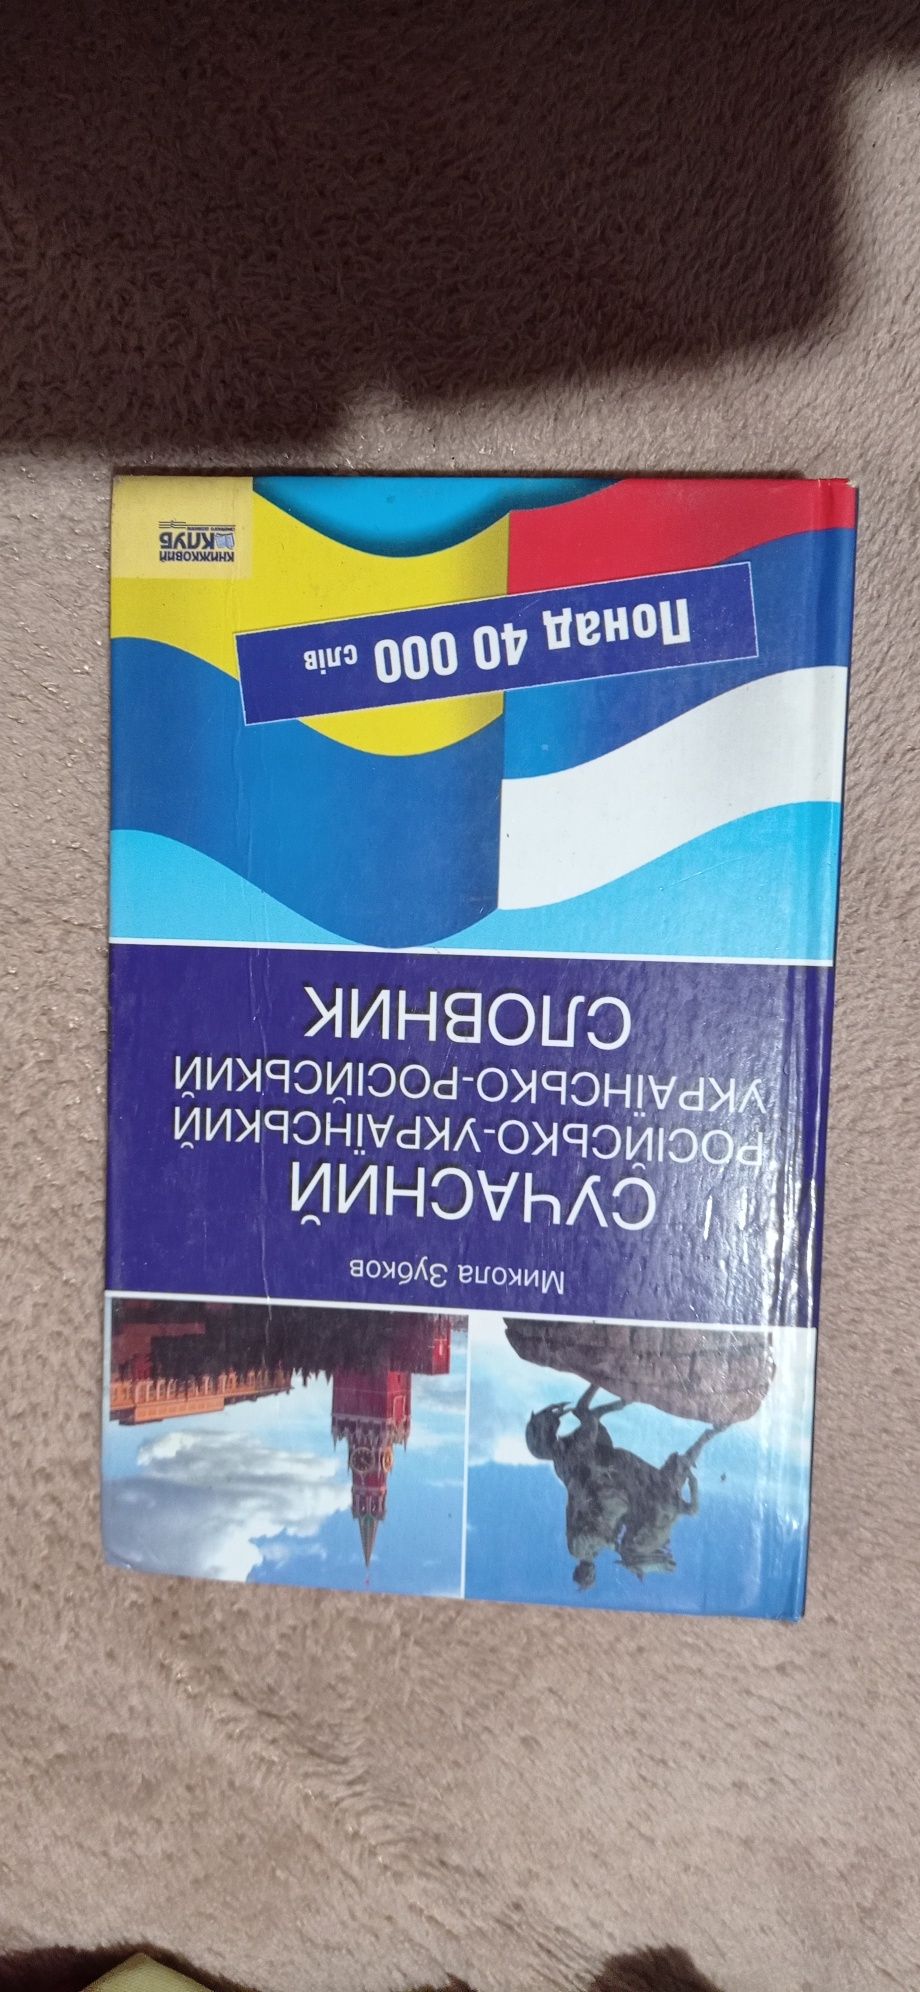 Микола Зубков
СУЧАСНИЙ
РОСІЙСЬКО-УКРАЇНСЬКИЙ
УКРАЇНСЬКО-РОСІЙСЬКИЙ
СЛОВНИК
Понад 40 000 слів
КНИЖКОВИЙ
КЛУБ